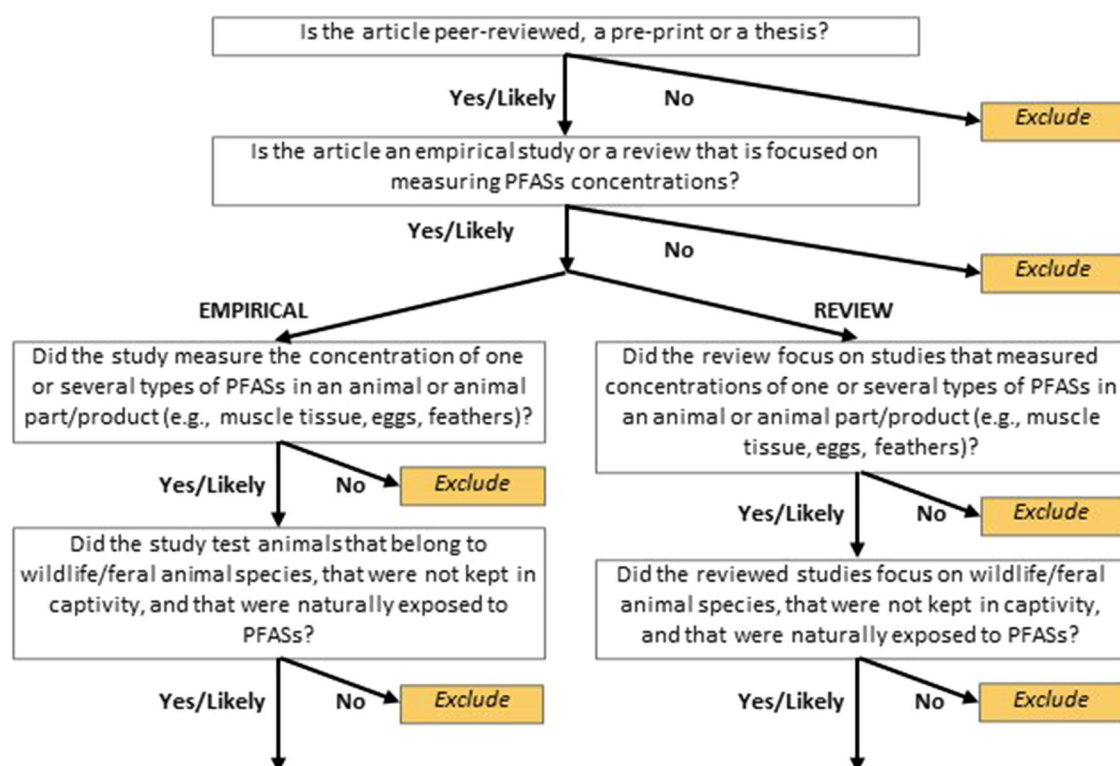 Is the article peer-reviewed, a pre-print or a thesis?
Yes/Likely
No
Exclude
Is the article an empirical study or a review that is focused on
measuring PFASs concentrations?
Yes/Likely
No
Exclude
EMPIRICAL
REVIEW
Did the study measure the concentration of one
or several types of PFASs in an animal or animal
part/product (e.g., muscle tissue, eggs, feathers)?
Yes/Likely
No
Exclude
Did the study test animals that belong to
wildlife/feral animal species, that were not kept in
captivity, and that were naturally exposed to
PFASs?
Yes/Likely
No
Exclude
Did the review focus on studies that measured
concentrations of one or several types of PFASs in
an animal or animal part/product (e.g., muscle
tissue, eggs, feathers)?
Yes/Likely
No
Exclude
Did the reviewed studies focus on wildlife/feral
animal species, that were not kept in captivity,
and that were naturally exposed to PFASs?
Yes/Likely
No
Exclude